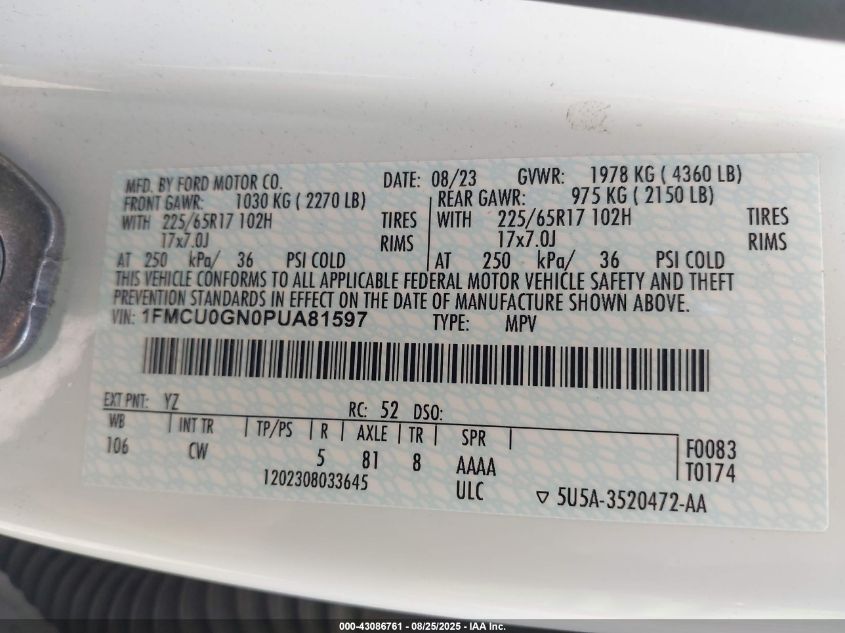 MFD. BY FORD MOTOR CO. DATE: 08/23 GVWR: 1978 KG ( 4360 LB)
FRONT GAWR: 1030 KG ( 2270 LB) REAR GAWR: 975 KG ( 2150 LB)
WITH 225/65R17 102H TIRES WITH 225/65R17 102H TIRES
17x7.0J RIMS 17x7.0J RIMS
AT 250 kPa/ 36 PSI COLD AT 250 kPa/ 36 PSI COLD
THIS VEHICLE CONFORMS TO ALL APPLICABLE FEDERAL MOTOR VEHICLE SAFETY AND THEFT
PREVENTION STANDARDS IN EFFECT ON THE DATE OF MANUFACTURE SHOWN ABOVE.
VIN: 1FMCU0GN0PUA81597 TYPE: MPV
EXT PNT: YZ RC: 52 DSO:
WB INT TR TP/PS R AXLE TR SPR F0083
106 CW 5 81 8 AAAA T0174
1202308033645 ULC 5U5A-3520472-AA
000-43086761 - 08/25/2025 - IAA Inc.